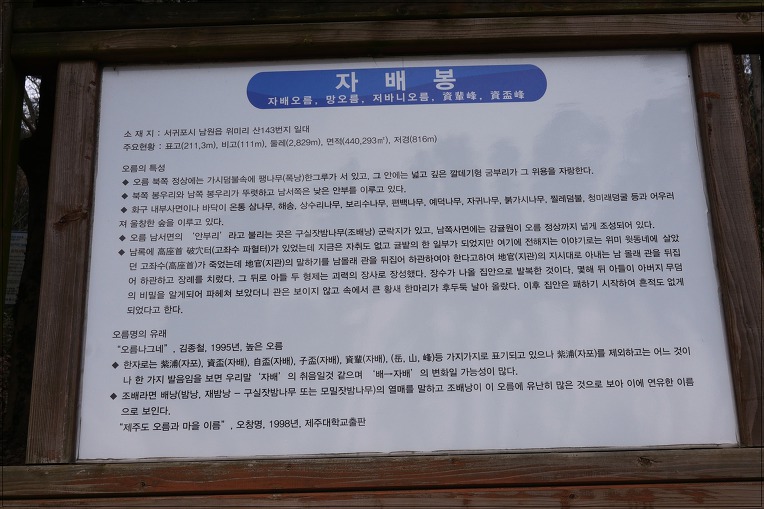 자 배 봉
자배오름, 망오름, 저바니오름, 資輩峰, 資盃峰
소 재 지 : 서귀포시 남원읍 위미리 산143번지 일대
주요현황 : 표고(211,3m), 비고(111m), 둘레(2,829m), 면적(440,293㎡), 저경(816m)
오름의 특성
◆ 오름 북쪽 정상에는 가시덤불속에 팽나무(폭낭)한그루가 서 있고, 그 안에는 넓고 깊은 깔데기형 굼부리가 그 위용을 자랑한다.
◆ 북쪽 봉우리와 남쪽 봉우리가 뚜렷하고 남서쪽은 낮은 안부를 이루고 있다.
◆ 화구 내부사면이나 바닥이 온통 삼나무, 해송, 상수리나무, 보리수나무, 편백나무, 예덕나무, 자귀나무, 붉가시나무, 찔레덤불, 청미래덩굴 등과 어우러
져 울창한 숲을 이루고 있다.
◆ 오름 남서면의 ‘안부리’ 라고 불리는 곳은 구실잣밤나무(조배낭) 군락지가 있고, 남쪽사면에는 감귤원이 오름 정상까지 넓게 조성되어 있다.
◆ 남록에 高座首 破穴터(고좌수 파혈터)가 있었는데 지금은 자취도 없고 귤밭의 한 일부가 되었지만 여기에 전해지는 이야기로는 위미 윗동네에 살았
던 고좌수(高座首)가 죽었는데 地官(지관)의 말하기를 남몰래 관을 뒤집어 하관하여야 한다고하여 地官(지관)의 지시대로 아내는 남 몰래 관을 뒤집
어 하관하고 장례를 치렀다. 그 뒤로 아들 두 형제는 괴력의 장사로 장성했다. 장수가 나올 집안으로 발복한 것이다. 몇해 뒤 아들이 아버지 무덤
의 비밀을 알게되어 파헤쳐 보았더니 관은 보이지 않고 속에서 큰 황새 한마리가 후두둑 날아 올랐다. 이후 집안은 패하기 시작하여 흔적도 없게
되었다고 한다.
오름명의 유래
“오름나그네”, 김종철, 1995년, 높은 오름
◆ 한자로는 紫浦(자포), 資盃(자배), 自盃(자배), 子盃(자배), 資輩(자배), (岳, 山, 峰)등 가지가지로 표기되고 있으나 紫浦(자포)를 제외하고는 어느 것이
나 한 가지 발음임을 보면 우리말 ‘자배’의 취음일것 같으며 ‘배→자배’의 변화일 가능성이 많다.
◆ 조배라면 배낭(밤낭, 재밤낭 – 구실잣밤나무 또는 모밀잣밤나무)의 열매를 말하고 조배낭이 이 오름에 유난히 많은 것으로 보아 이에 연유한 이름
으로 보인다.
“제주도 오름과 마을 이름”, 오창명, 1998년, 제주대학교출판